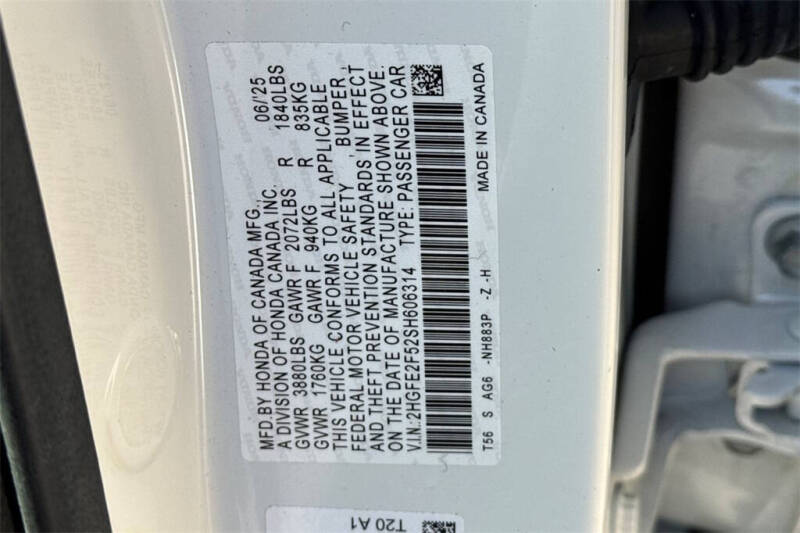 MFD.BY HONDA OF CANADA MFG., 06/'25
A DIVISION OF HONDA CANADA INC.
GVWR 3880LBS GAWR F 2072LBS R 1840LBS
GVWR 1760KG GAWR F 940KG R 835KG
THIS VEHICLE CONFORMS TO ALL APPLICABLE
FEDERAL MOTOR VEHICLE SAFETY, BUMPER,
AND THEFT PREVENTION STANDARDS, IN EFFECT
ON THE DATE OF MANUFACTURE SHOWN ABOVE.
V.I.N.: 2HGFE2F52SH606314 TYPE: PASSENGER CAR
T56 S AG6 -NH883P -Z -H MADE IN CANADA
T20 A1